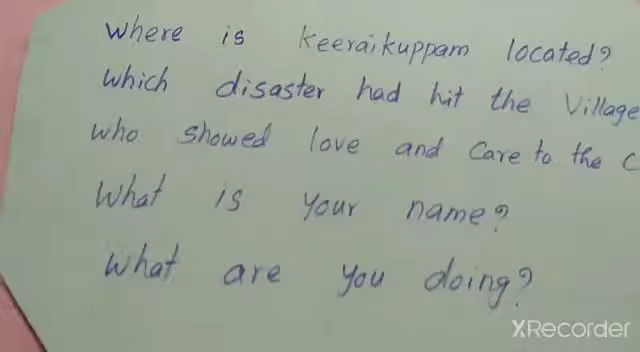 Where is Keeraikuppam located?
Which disaster had hit the Village
Who showed love and Care to the
What is your name?
What are you doing?
XRecorder